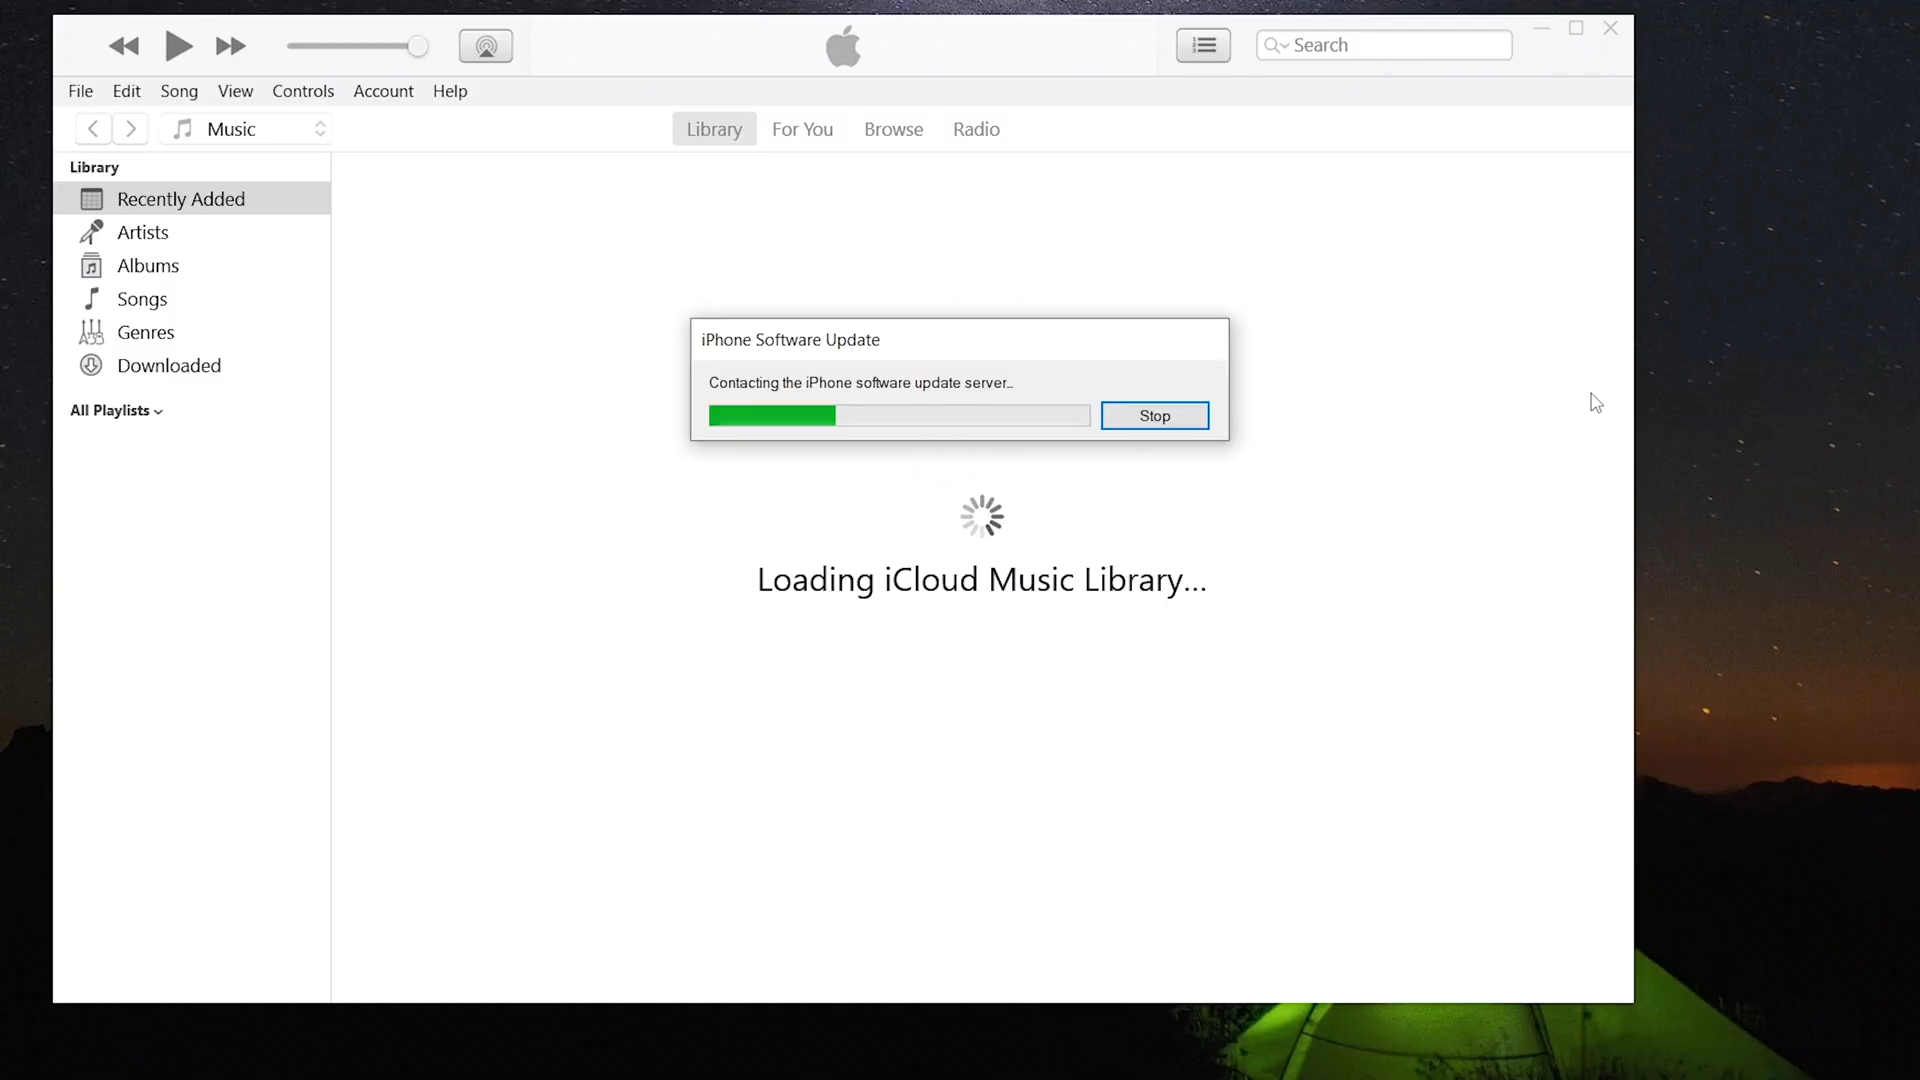 Search
File Edit Song View Controls Account Help
Music
Library For You Browse Radio
Library
Recently Added
Artists
Albums
Songs
Genres
Downloaded
All Playlists
iPhone Software Update
Contacting the iPhone software update server...
Stop
Loading iCloud Music Library...